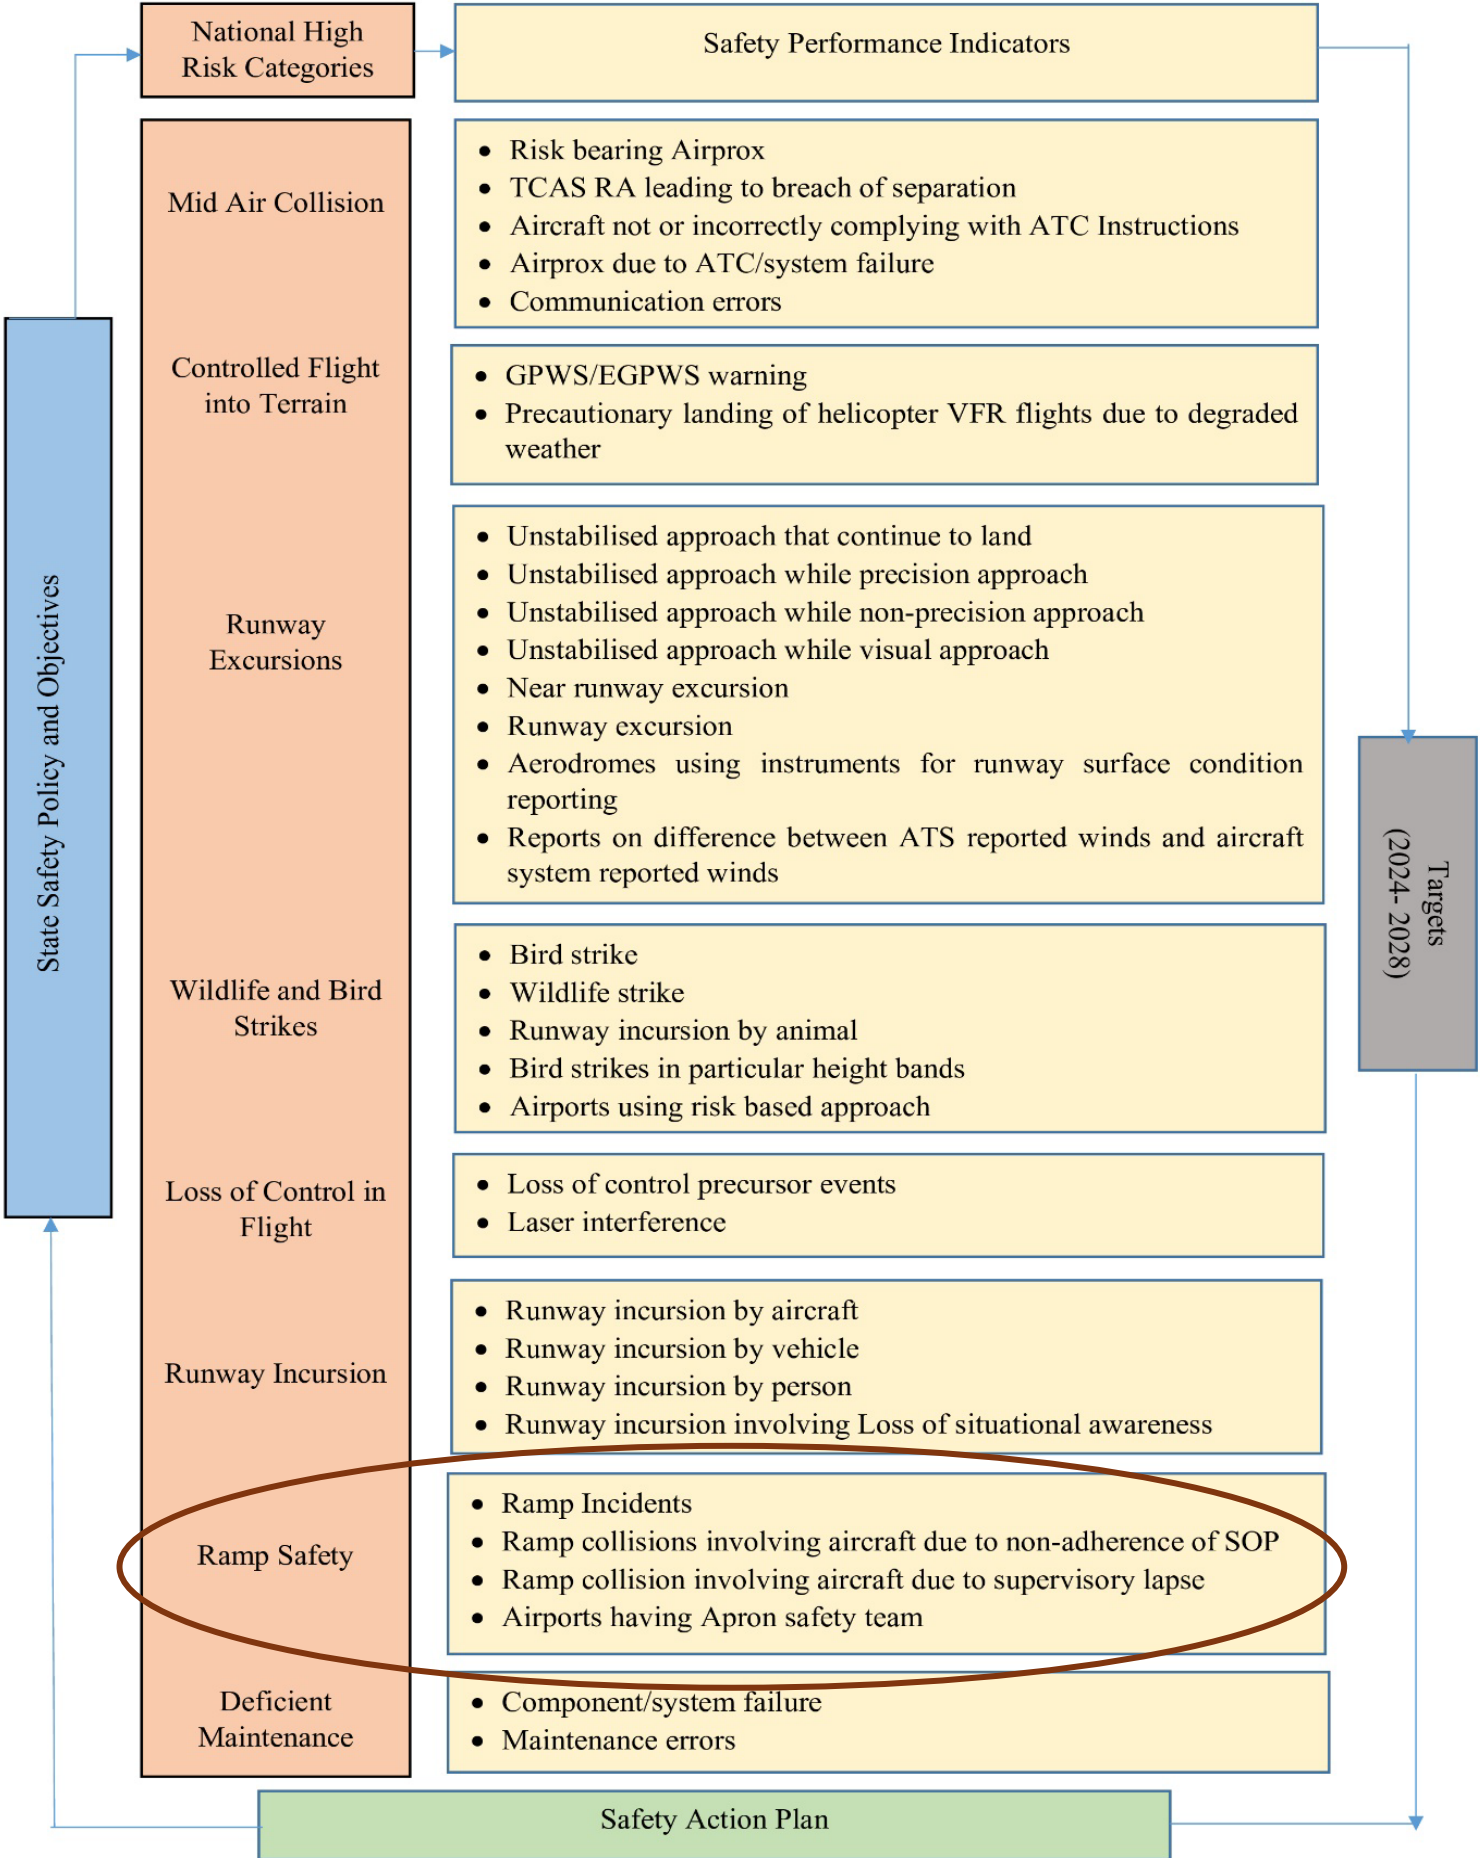 National High
Risk Categories
Safety Performance Indicators
Mid Air Collision
• Risk bearing Airprox
• TCAS RA leading to breach of separation
• Aircraft not or incorrectly complying with ATC Instructions
• Airprox due to ATC/system failure
• Communication errors
Controlled Flight
into Terrain
• GPWS/EGPWS warning
• Precautionary landing of helicopter VFR flights due to degraded
weather
Runway
Excursions
• Unstabilised approach that continue to land
• Unstabilised approach while precision approach
• Unstabilised approach while non-precision approach
• Unstabilised approach while visual approach
• Near runway excursion
• Runway excursion
• Aerodromes using instruments for runway surface condition
reporting
• Reports on difference between ATS reported winds and aircraft
system reported winds
Wildlife and Bird
Strikes
• Bird strike
• Wildlife strike
• Runway incursion by animal
• Bird strikes in particular height bands
• Airports using risk based approach
Loss of Control in
Flight
• Loss of control precursor events
• Laser interference
Runway Incursion
• Runway incursion by aircraft
• Runway incursion by vehicle
• Runway incursion by person
• Runway incursion involving Loss of situational awareness
Ramp Safety
• Ramp Incidents
• Ramp collisions involving aircraft due to non-adherence of SOP
• Ramp collision involving aircraft due to supervisory lapse
• Airports having Apron safety team
Deficient
Maintenance
• Component/system failure
• Maintenance errors
State Safety Policy and Objectives
Targets
(2024- 2028)
Safety Action Plan